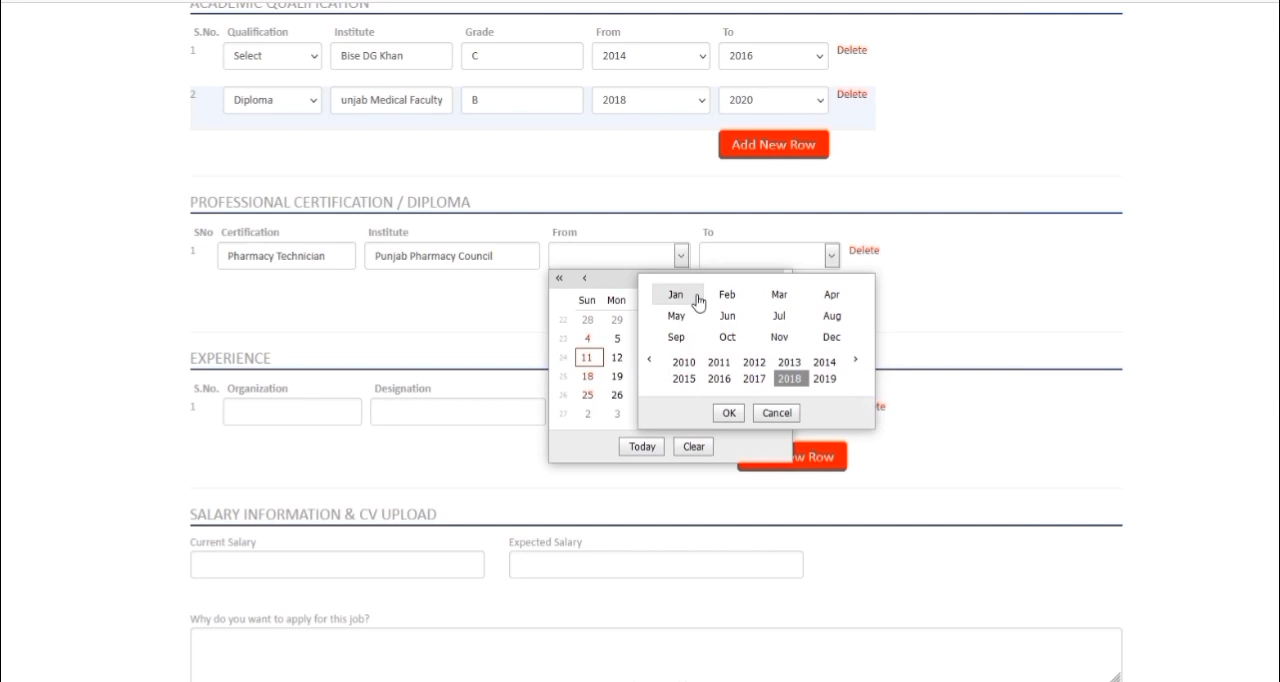 ACADEMIC QUALIFICATION
S.No. Qualification Institute Grade From To
1 Select Bise DG Khan C 2014 2016 Delete
2 Diploma unjab Medical Faculty B 2018 2020 Delete
Add New Row
PROFESSIONAL CERTIFICATION / DIPLOMA
SNo Certification Institute From To
1 Pharmacy Technician Punjab Pharmacy Council Delete
« ‹
Sun Mon
22 28 29
23 4 5
24 11 12
25 18 19
26 25 26
27 2 3
Today Clear
Jan Feb Mar Apr
May Jun Jul Aug
Sep Oct Nov Dec
‹ 2010 2011 2012 2013 2014 ›
2015 2016 2017 2018 2019
OK Cancel
EXPERIENCE
S.No. Organization Designation
1 te
w Row
SALARY INFORMATION & CV UPLOAD
Current Salary Expected Salary
Why do you want to apply for this job?